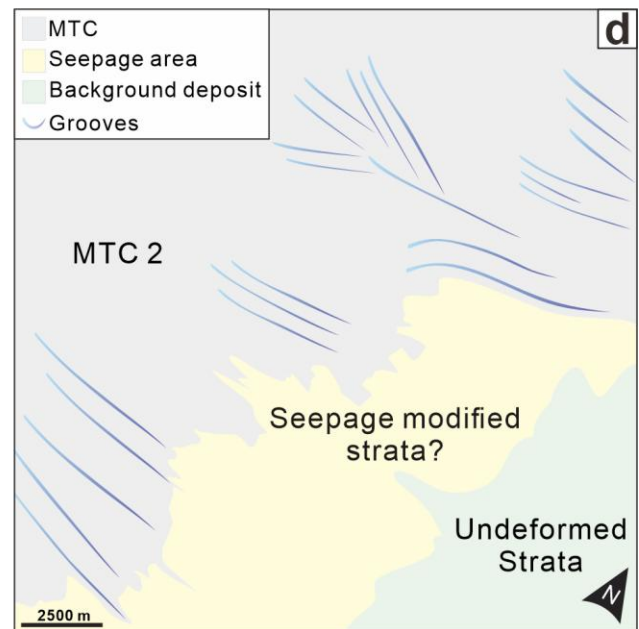 MTC
Seepage area
Background deposit
Grooves
d
MTC 2
Seepage modified
strata?
Undeformed
Strata
N
2500 m